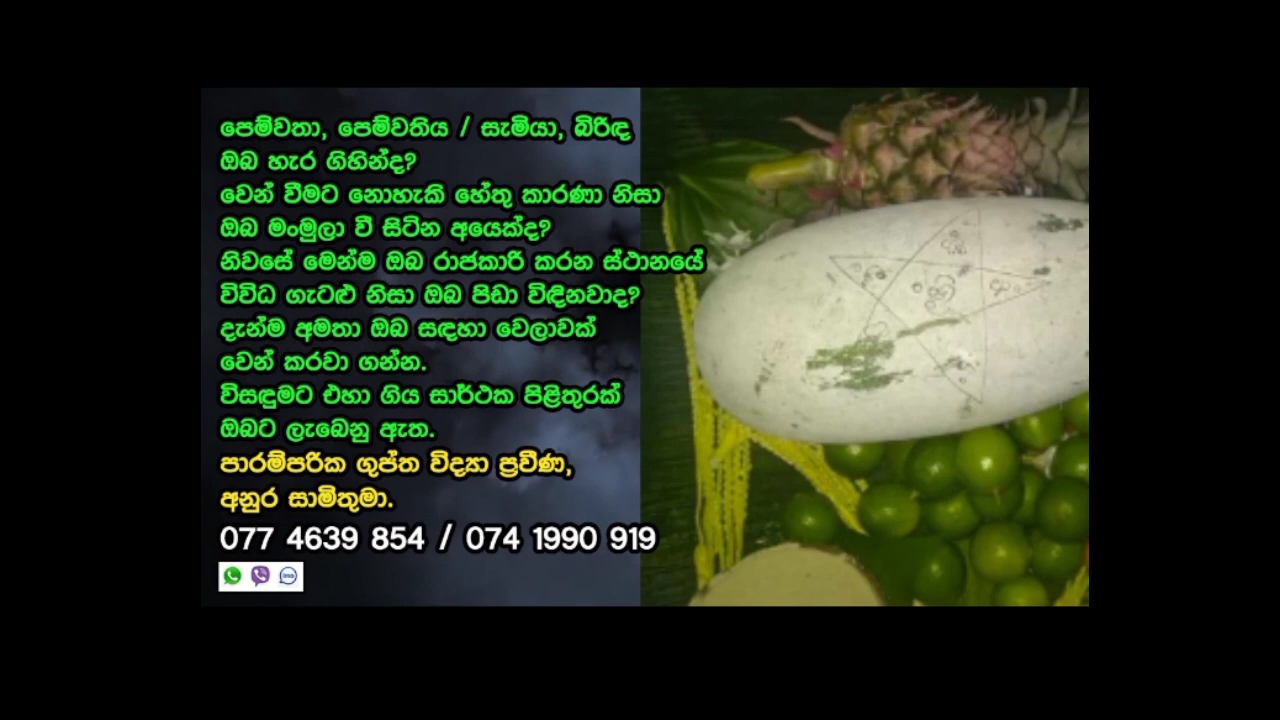 පෙම්වතා, පෙම්වතිය / සැමියා, බිරිඳ
ඔබ හැර ගිහින්ද?
වෙන් වීමට නොහැකි හේතු කාරණා නිසා
ඔබ මංමුලා වී සිටින අයෙක්ද?
නිවසේ මෙන්ම ඔබ රාජකාරි කරන ස්ථානයේ
විවිධ ගැටළු නිසා ඔබ පිඩා විඳිනවාද?
දැන්ම අමතා ඔබ සඳහා වෙලාවක්
වෙන් කරවා ගන්න.
විසඳුමට එහා ගිය සාර්ථක පිළිතුරක්
ඔබට ලැබෙනු ඇත.
පාරම්පරික ගුප්ත විද්‍යා ප්‍රවීණ,
අනුර සාමිතුමා.
077 4639 854 / 074 1990 919